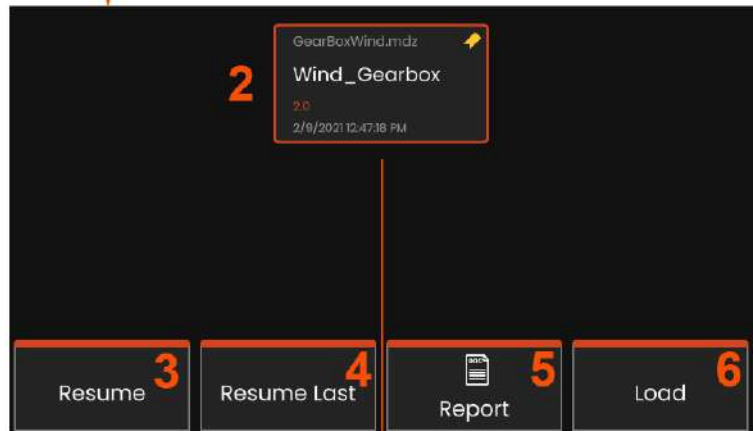 GearBoxWind.mdz
2 Wind_Gearbox
2.0
2/9/2021 12:47:18 PM
Resume 3
Resume Last 4
DOC
Report 5
Load 6